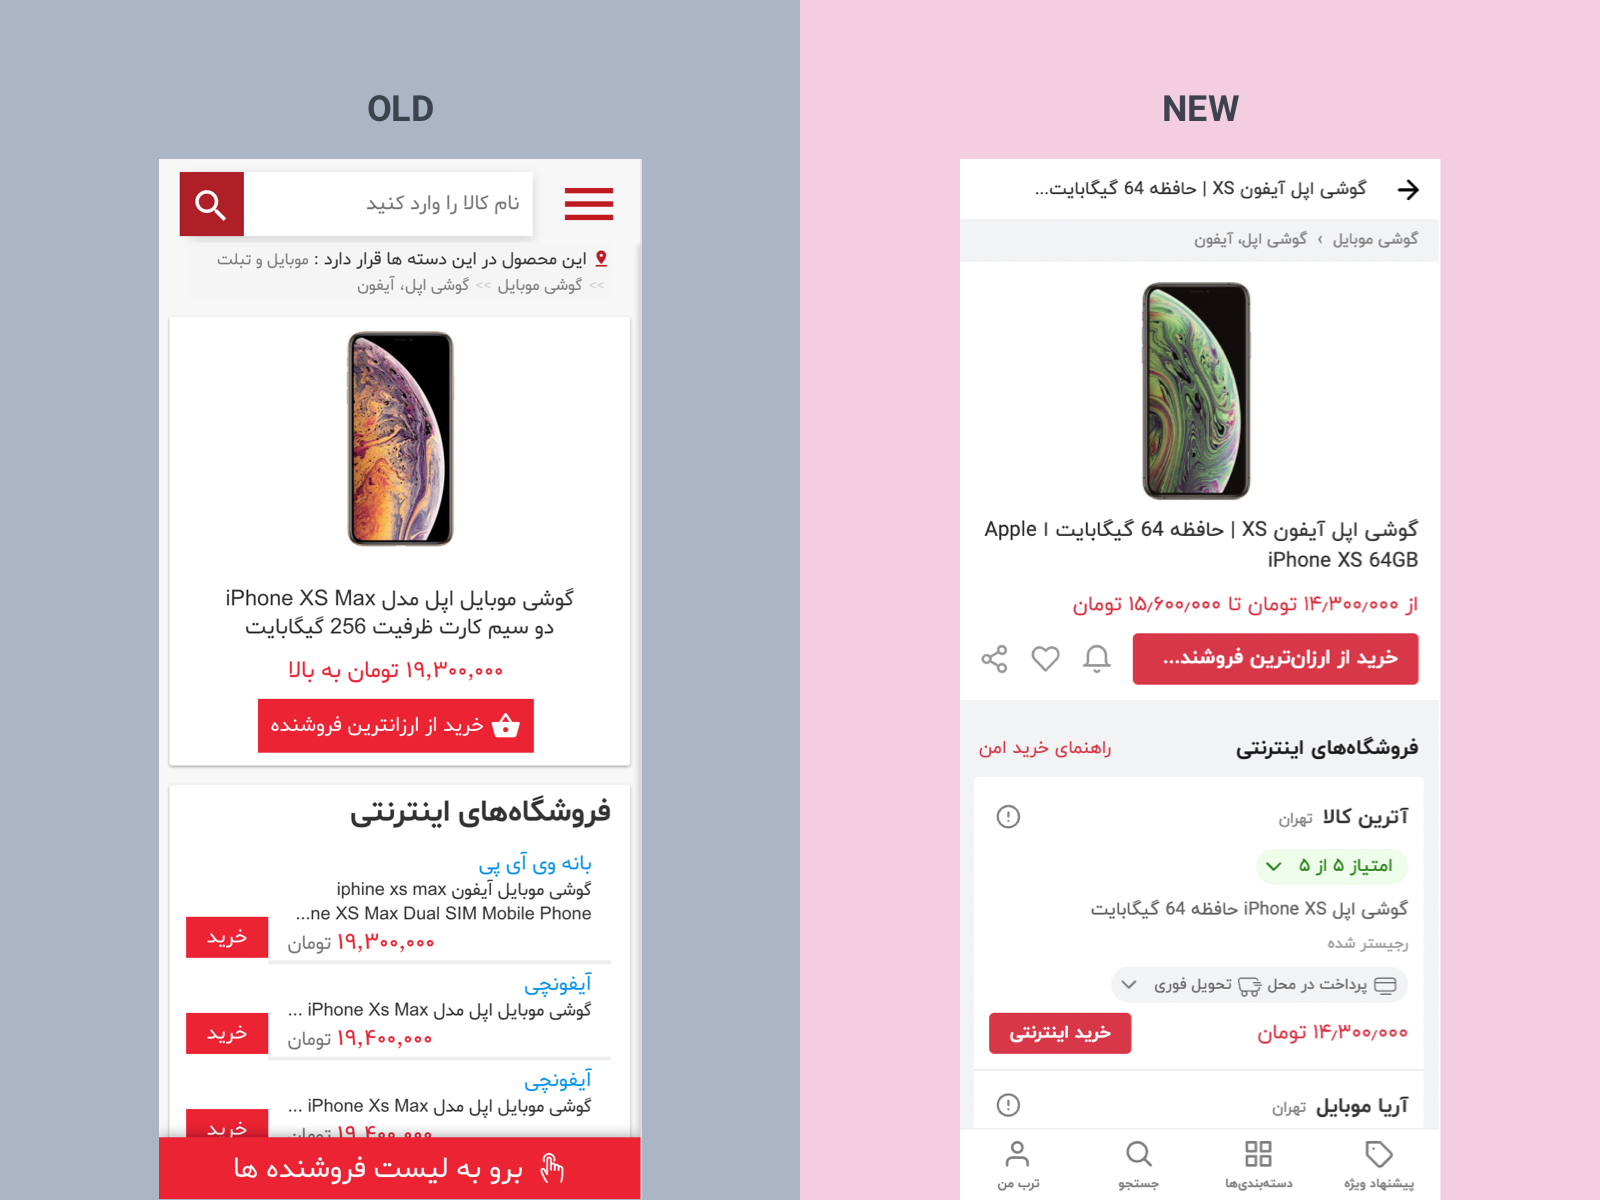 OLD
نام کالا را وارد کنید
این محصول در این دسته ها قرار دارد : موبایل و تبلت
>> گوشی موبایل >> گوشی اپل، آیفون
گوشی موبایل اپل مدل iPhone XS Max
دو سیم کارت ظرفیت 256 گیگابایت
۱۹,۳۰۰,۰۰۰ تومان به بالا
خرید از ارزانترین فروشنده
فروشگاه‌های اینترنتی
بانه وی آی پی
گوشی موبایل آیفون iphine xs max
...ne XS Max Dual SIM Mobile Phone
۱۹,۳۰۰,۰۰۰ تومان
خرید
آیفونچی
گوشی موبایل اپل مدل iPhone Xs Max ...
۱۹,۴۰۰,۰۰۰ تومان
خرید
آیفونچی
گوشی موبایل اپل مدل iPhone Xs Max ...
۱۹,۴۰۰,۰۰۰ تومان
خرید
برو به لیست فروشنده ها
NEW
گوشی اپل آیفون XS | حافظه 64 گیگابایت...
گوشی موبایل › گوشی اپل، آیفون
گوشی اپل آیفون XS | حافظه 64 گیگابایت ا Apple
iPhone XS 64GB
از ۱۴٫۳۰۰٫۰۰۰ تومان تا ۱۵٫۶۰۰٫۰۰۰ تومان
خرید از ارزان‌ترین فروشند...
فروشگاه‌های اینترنتی
راهنمای خرید امن
آترین کالا تهران
امتیاز ۵ از ۵
گوشی اپل iPhone XS حافظه 64 گیگابایت
رجیستر شده
پرداخت در محل تحویل فوری
۱۴٫۳۰۰٫۰۰۰ تومان
خرید اینترنتی
آریا موبایل تهران
پیشنهاد ویژه
دسته‌بندی‌ها
جستجو
ترب من